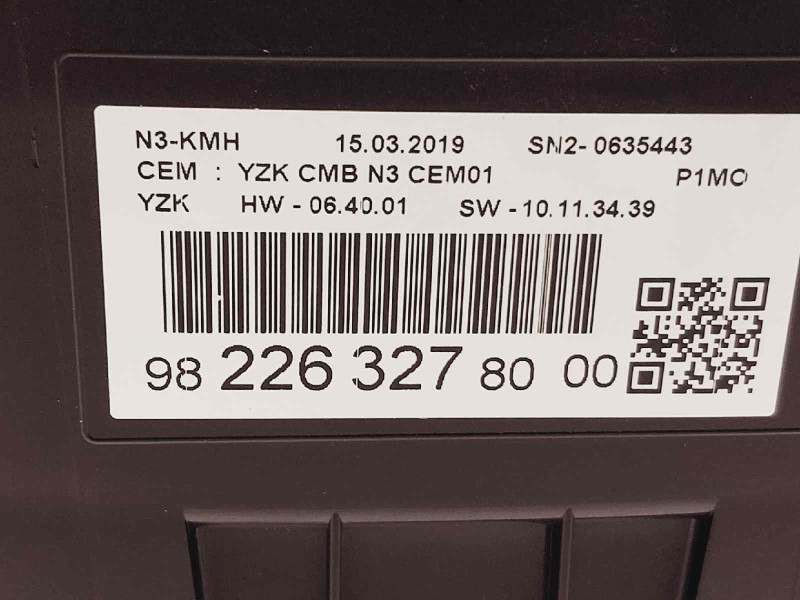 N3-KMH 15.03.2019 SN2- 0635443
CEM : YZK CMB N3 CEM01 P1MO
YZK HW - 06.40.01 SW - 10.11.34.39
98 226 327 80 00